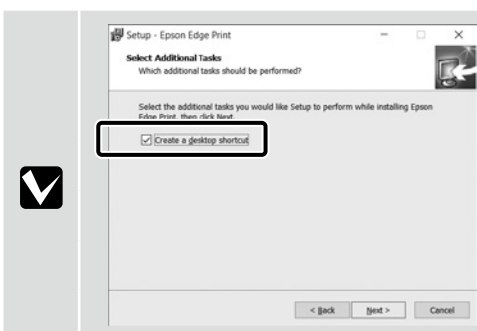 Setup - Epson Edge Print
Select Additional Tasks
Which additional tasks should be performed?
Select the additional tasks you would like Setup to perform while installing Epson
Edge Print, then click Next.
Create a desktop shortcut
< Back Next > Cancel